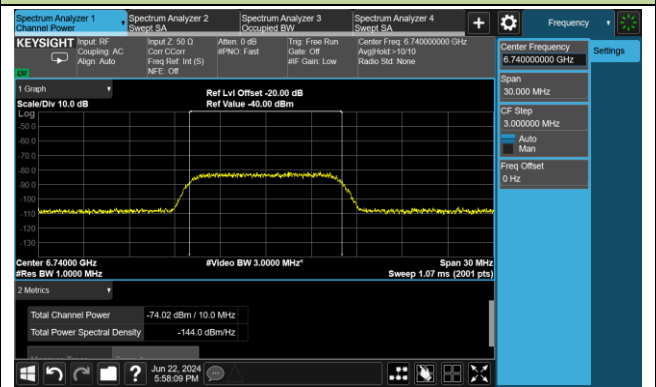 Spectrum Analyzer 1
Channel Power
Spectrum Analyzer 2
Swept SA
Spectrum Analyzer 3
Occupied BW
Spectrum Analyzer 4
Swept SA
Frequency
KEYSIGHT
Input: RF
Coupling: AC
Align: Auto
Input Z: 50 Ω
Corr CCorr
Freq Ref: Int (S)
NFE: Off
Atten: 0 dB
#PNO: Fast
Trig: Free Run
Gate: Off
#IF Gain: Low
Center Freq: 6.740000000 GHz
Avg|Hold:>10/10
Radio Std: None
LXI
Center Frequency
6.740000000 GHz
Settings
Span
30.000 MHz
CF Step
3.000000 MHz
Auto
Man
Freq Offset
0 Hz
1 Graph
Scale/Div 10.0 dB
Ref Lvl Offset -20.00 dB
Ref Value -40.00 dBm
Log
-50.0
-60.0
-70.0
-80.0
-90.0
-100
-110
-120
-130
Center 6.74000 GHz
#Video BW 3.0000 MHz*
Span 30 MHz
#Res BW 1.0000 MHz
Sweep 1.07 ms (2001 pts)
2 Metrics
Total Channel Power
-74.02 dBm / 10.0 MHz
Total Power Spectral Density
-144.0 dBm/Hz
Jun 22, 2024
5:58:09 PM